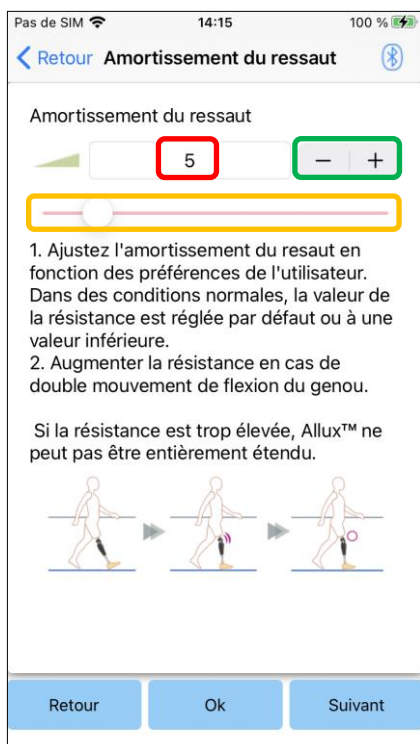 Pas de SIM 14:15 100 %
Retour Amortissement du ressaut
Amortissement du ressaut
5 − +
1. Ajustez l'amortissement du resaut en
fonction des préférences de l'utilisateur.
Dans des conditions normales, la valeur de
la résistance est réglée par défaut ou à une
valeur inférieure.
2. Augmenter la résistance en cas de
double mouvement de flexion du genou.
Si la résistance est trop élevée, Allux™ ne
peut pas être entièrement étendu.
Retour Ok Suivant